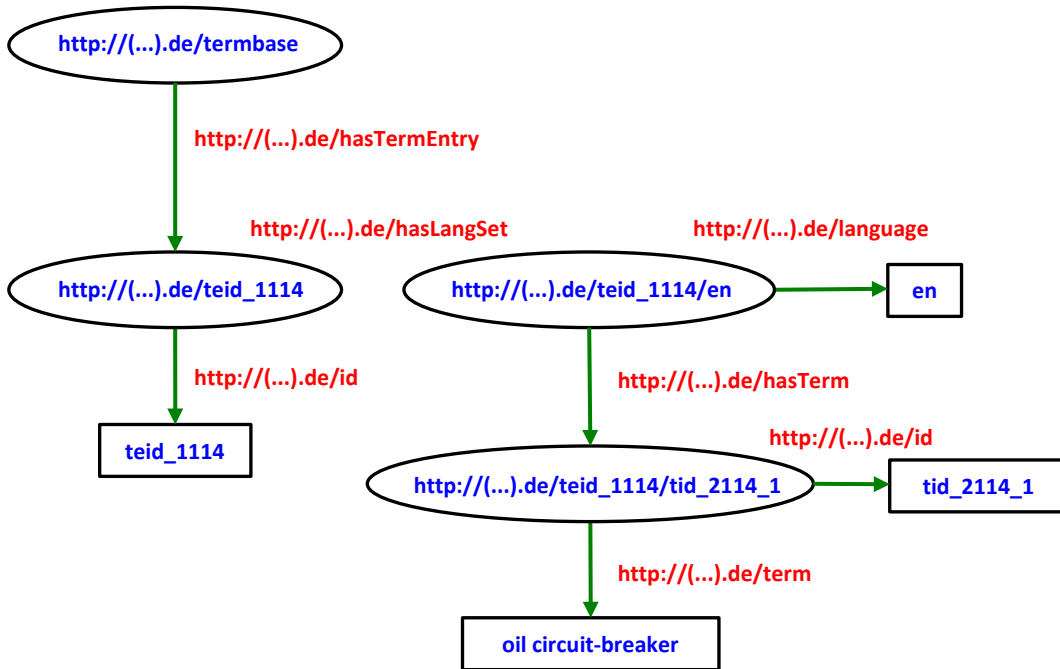 http://(...).de/termbase
http://(...).de/hasTermEntry
http://(...).de/hasLangSet
http://(...).de/language
http://(...).de/teid_1114
http://(...).de/teid_1114/en
en
http://(...).de/id
http://(...).de/hasTerm
teid_1114
http://(...).de/id
http://(...).de/teid_1114/tid_2114_1
tid_2114_1
http://(...).de/term
oil circuit-breaker